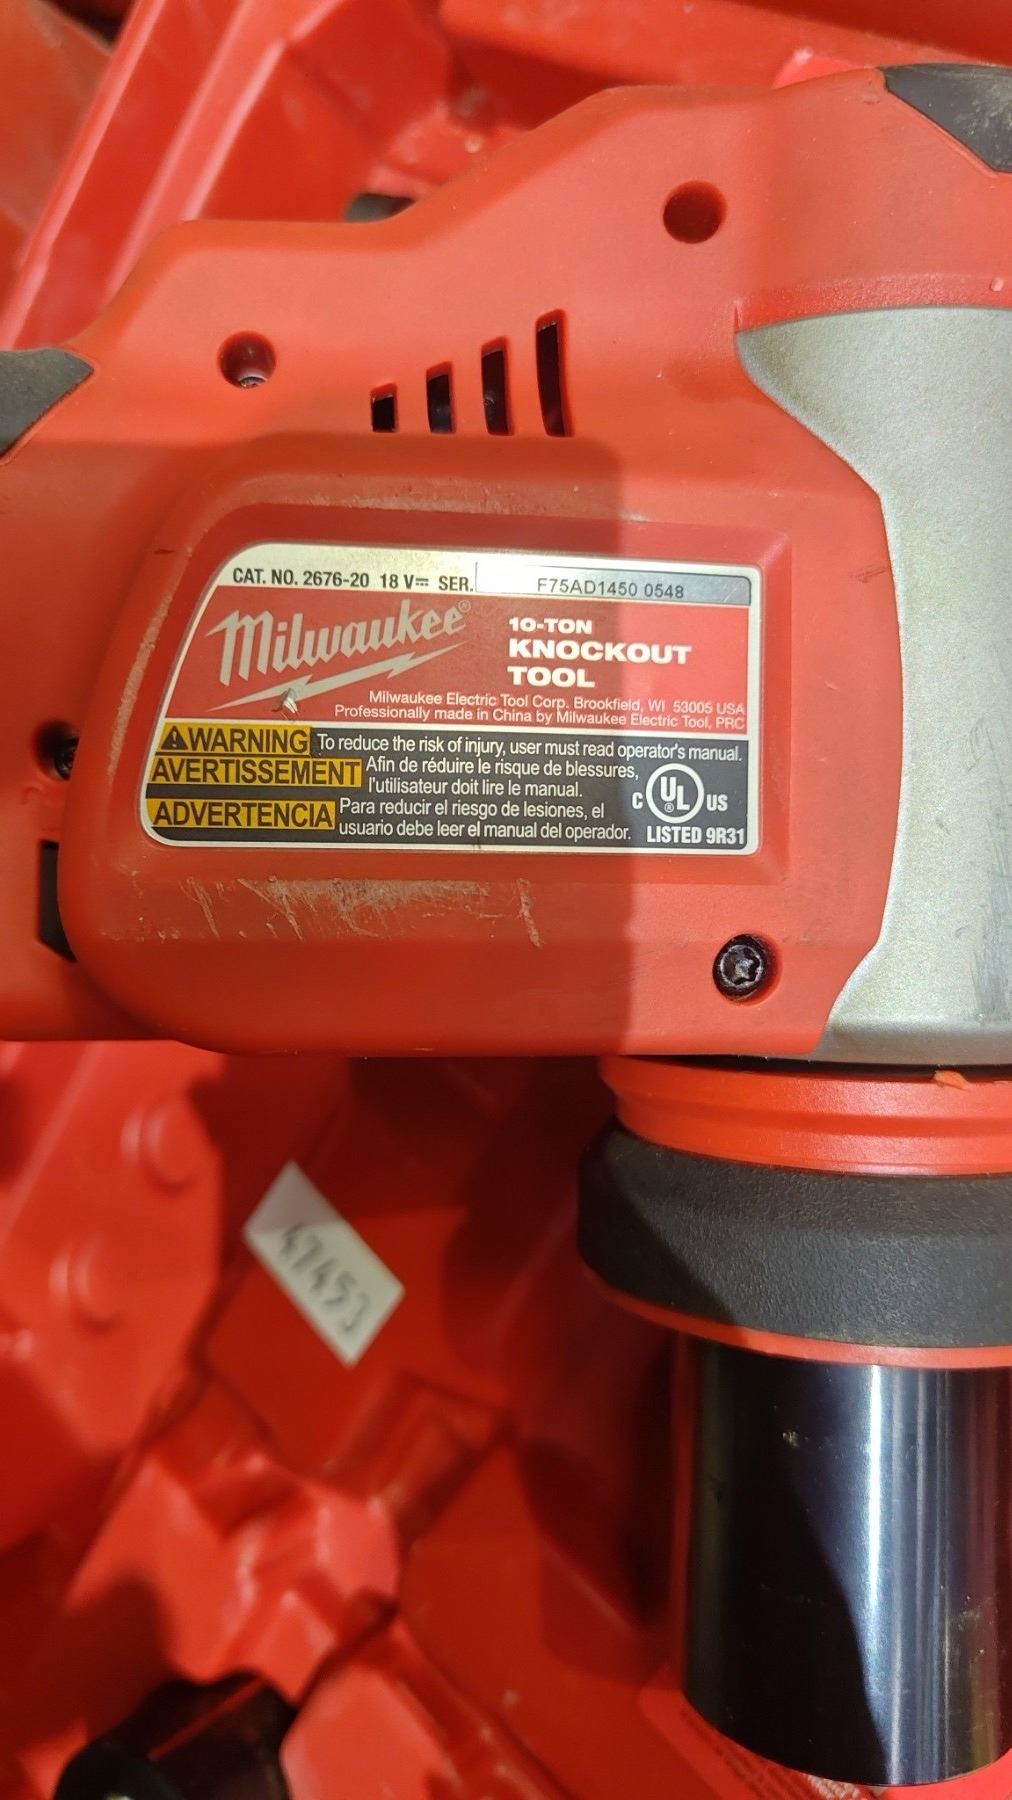 CAT. NO. 2676-20 18 V⎓ SER. F75AD1450 0548
Milwaukee®
10-TON
KNOCKOUT
TOOL
Milwaukee Electric Tool Corp. Brookfield, WI 53005 USA
Professionally made in China by Milwaukee Electric Tool, PRC
WARNING To reduce the risk of injury, user must read operator's manual.
AVERTISSEMENT Afin de réduire le risque de blessures,
l'utilisateur doit lire le manual.
ADVERTENCIA Para reducir el riesgo de lesiones, el
usuario debe leer el manual del operador.
C UL® US
LISTED 9R31
47453